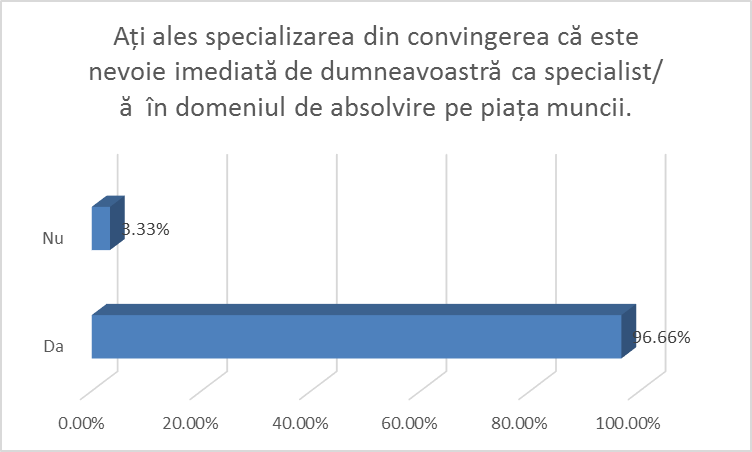 Ați ales specializarea din convingerea că este
nevoie imediată de dumneavoastră ca specialist/
ă în domeniul de absolvire pe piața muncii.
Nu
3.33%
Da
96.66%
0.00% 20.00% 40.00% 60.00% 80.00% 100.00%